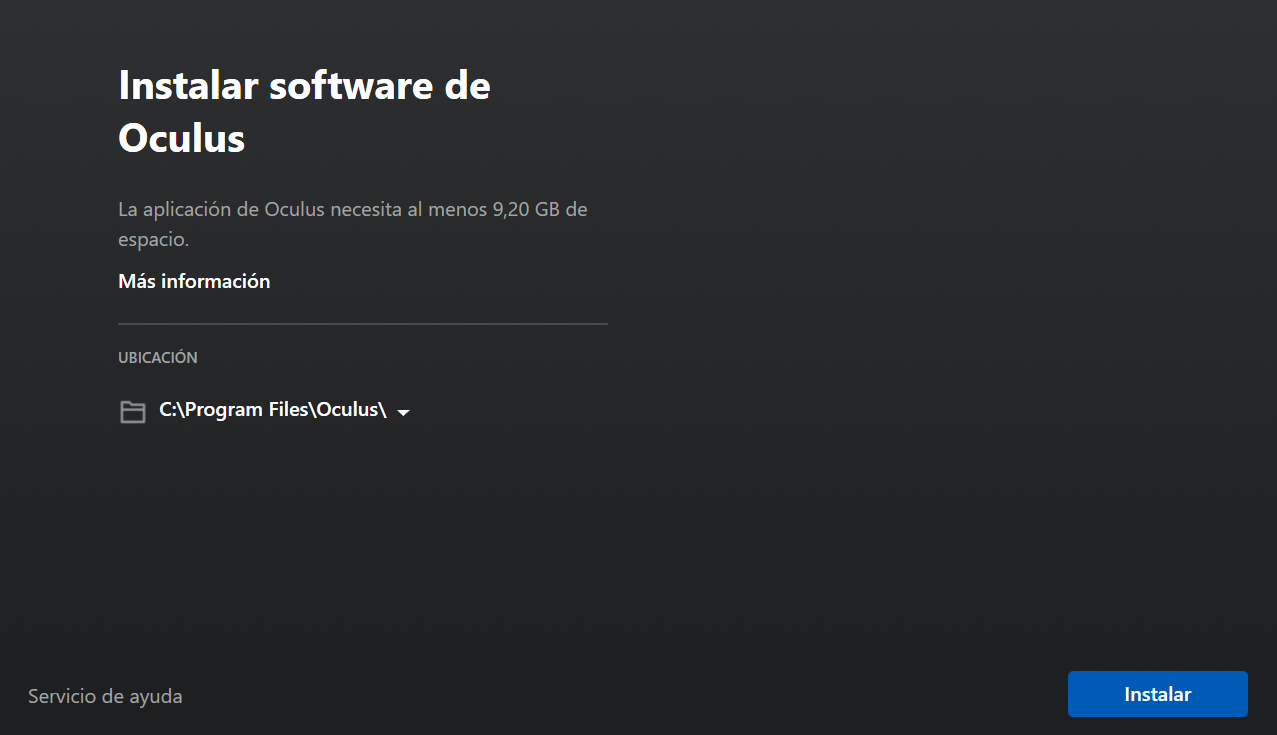 Instalar software de
Oculus
La aplicación de Oculus necesita al menos 9,20 GB de
espacio.
Más información
UBICACIÓN
C:\Program Files\Oculus\
Servicio de ayuda
Instalar